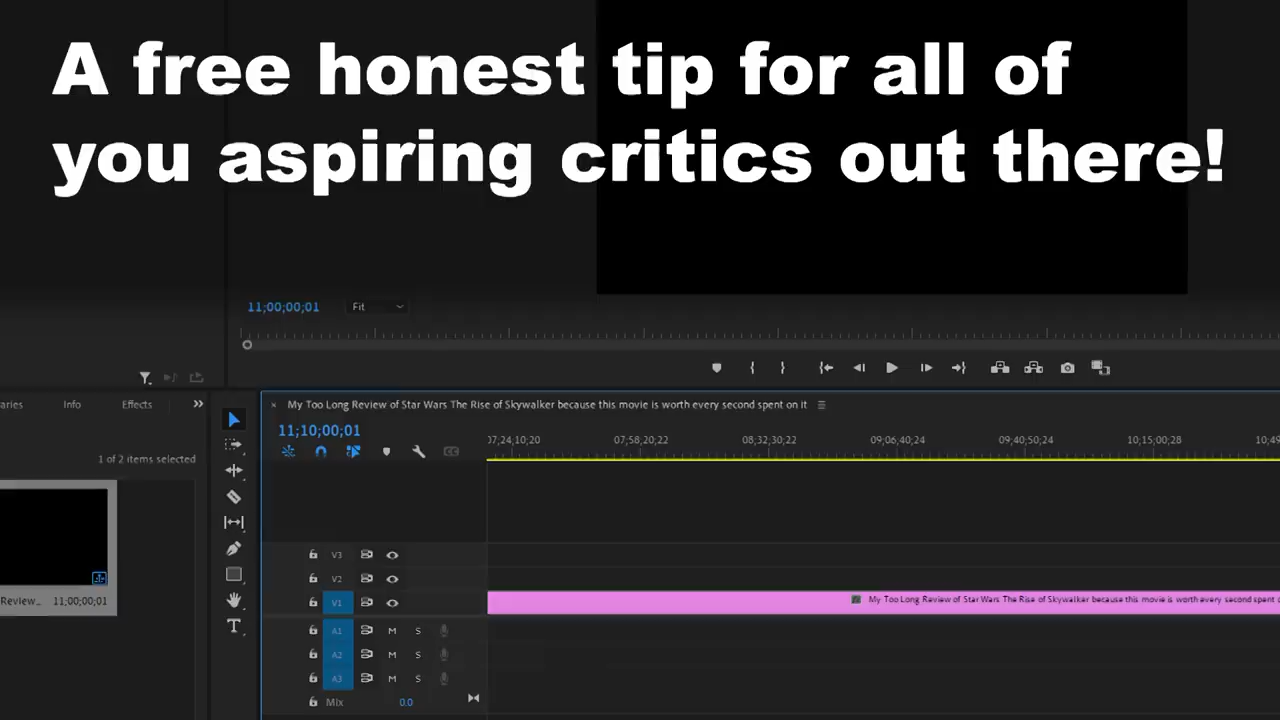 A free honest tip for all of
you aspiring critics out there!
11;00;00;01
Fit
aries
Info
Effects
My Too Long Review of Star Wars The Rise of Skywalker because this movie is worth every second spent on it
11;10;00;01
07;24;10;20
07;58;20;22
08;32;30;22
09;06;40;24
09;40;50;24
10;15;00;28
10;49
1 of 2 items selected
V3
V2
V1
My Too Long Review of Star Wars The Rise of Skywalker because this movie is worth every second spent o
Review...
11;00;00;01
A1
M
S
A2
M
S
A3
M
S
Mix
0.0